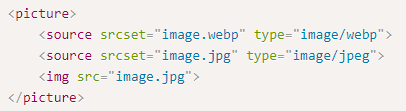 <picture>
    <source srcset="image.webp" type="image/webp">
    <source srcset="image.jpg" type="image/jpeg">
    <img src="image.jpg">
</picture>